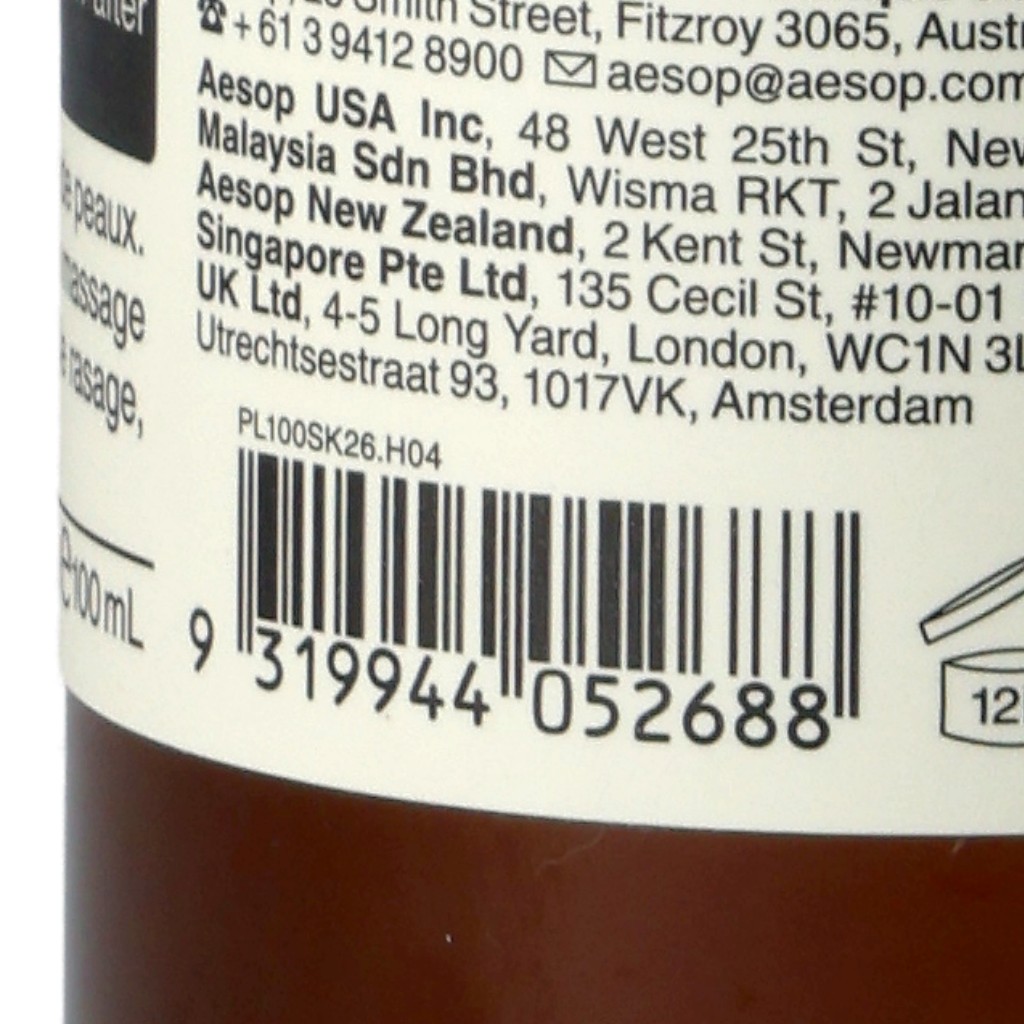 Smith Street, Fitzroy 3065, Austr
☎+61 3 9412 8900 ✉aesop@aesop.com
Aesop USA Inc, 48 West 25th St, New
Malaysia Sdn Bhd, Wisma RKT, 2 Jalan
Aesop New Zealand, 2 Kent St, Newmar
Singapore Pte Ltd, 135 Cecil St, #10-01
UK Ltd, 4-5 Long Yard, London, WC1N 3
Utrechtsestraat 93, 1017VK, Amsterdam
PL100SK26.H04
9 319944 052688
12
peaux.
massage
rasage,
℮100mL